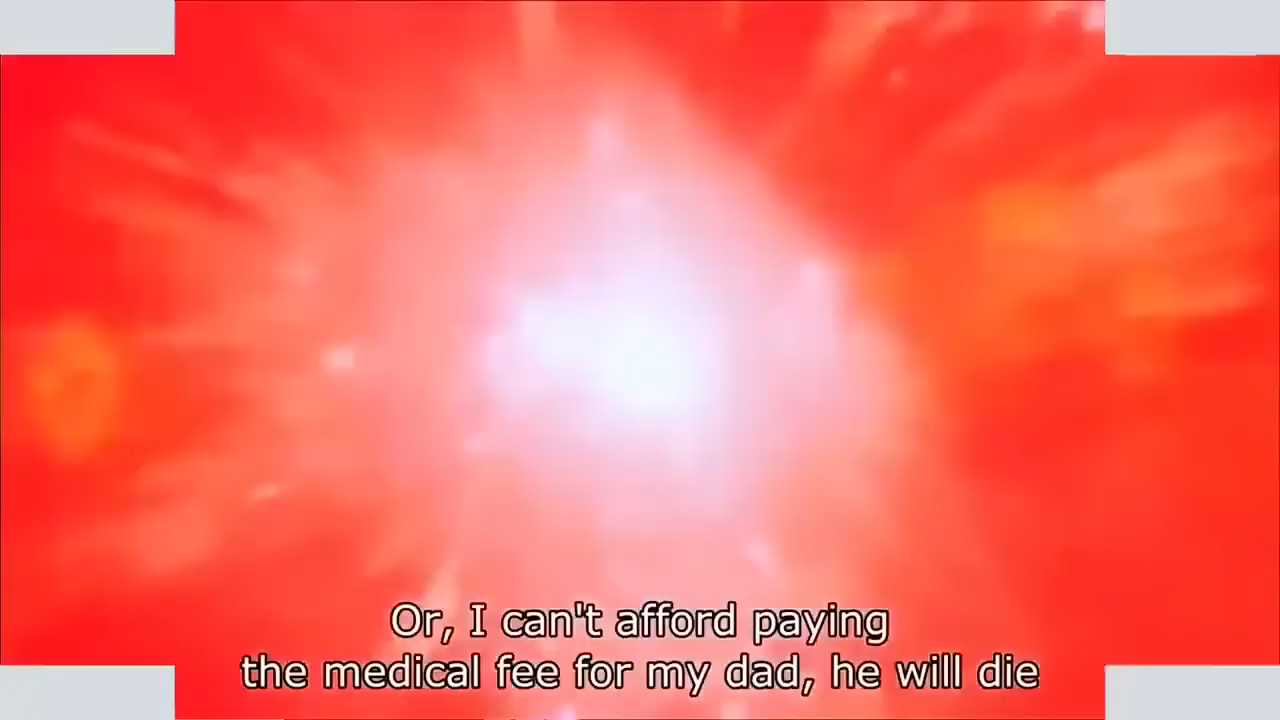 Or, I can't afford paying
the medical fee for my dad, he will die